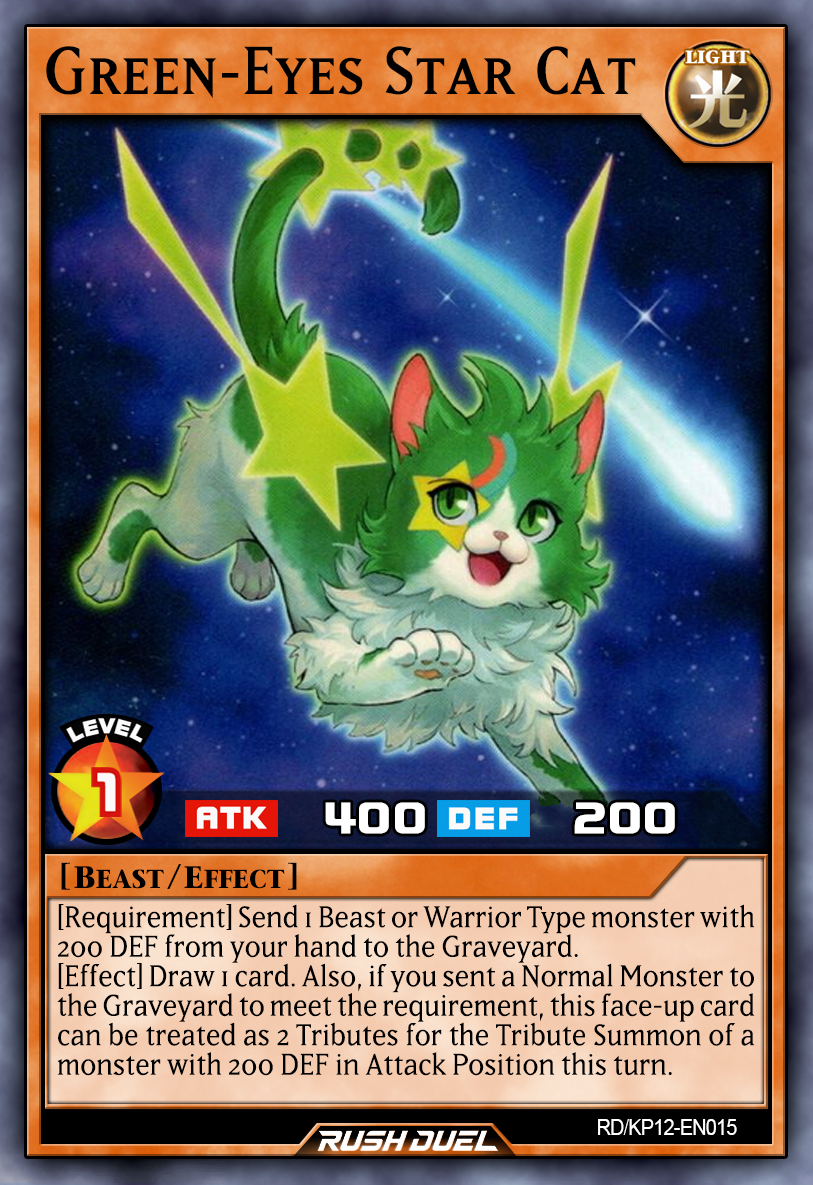 Green-Eyes Star Cat
LIGHT
光
LEVEL
1
ATK 400 DEF 200
[Beast/Effect]
[Requirement] Send 1 Beast or Warrior Type monster with
200 DEF from your hand to the Graveyard.
[Effect] Draw 1 card. Also, if you sent a Normal Monster to
the Graveyard to meet the requirement, this face-up card
can be treated as 2 Tributes for the Tribute Summon of a
monster with 200 DEF in Attack Position this turn.
RD/KP12-EN015
RUSH DUEL